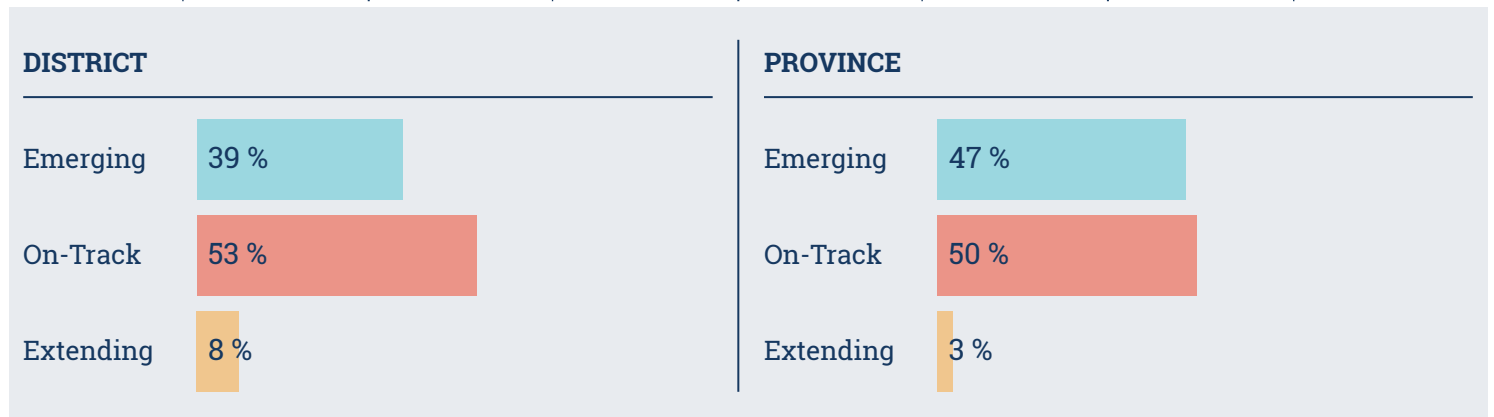 DISTRICT
Emerging 39 %
On-Track 53 %
Extending 8 %
PROVINCE
Emerging 47 %
On-Track 50 %
Extending 3 %